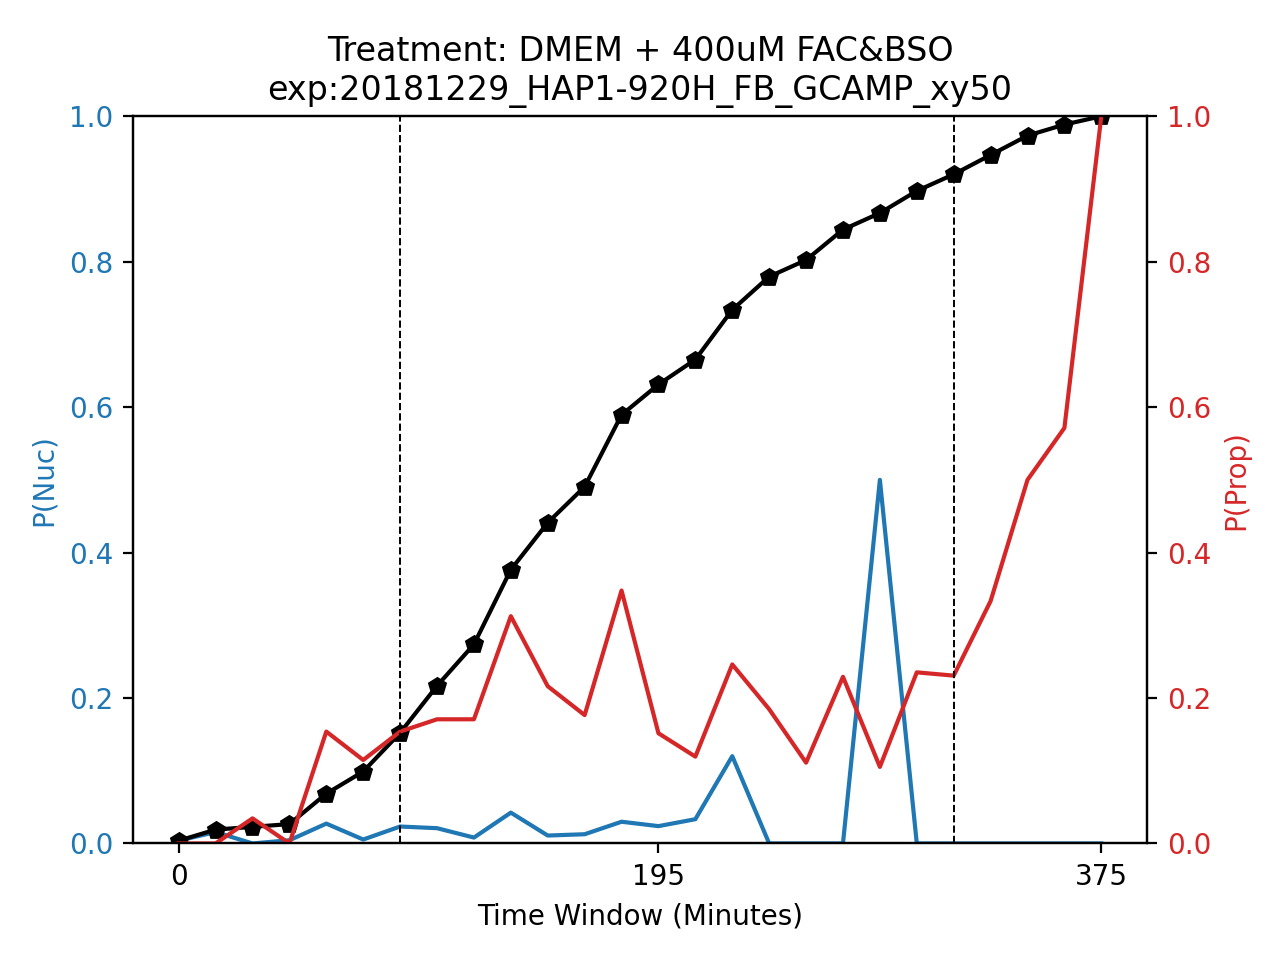 Treatment: DMEM + 400uM FAC&BSO
exp:20181229_HAP1-920H_FB_GCAMP_xy50
1.0
0.8
0.6
0.4
0.2
0.0
P(Nuc)
1.0
0.8
0.6
0.4
0.2
0.0
P(Prop)
0 195 375
Time Window (Minutes)